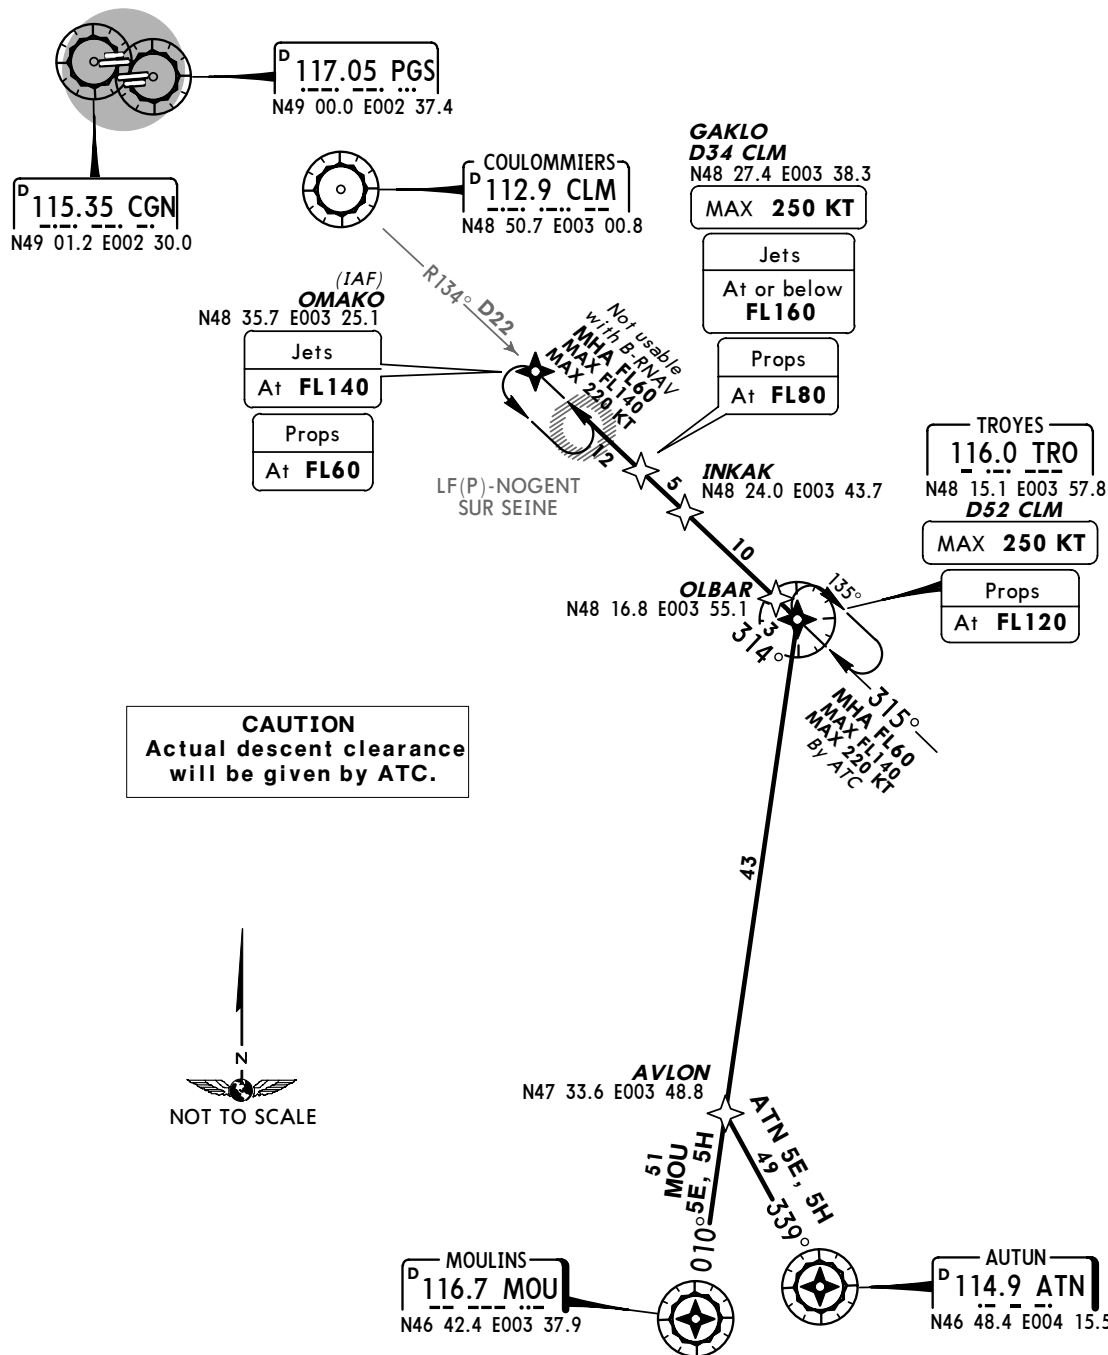 D
117.05 PGS
N49 00.0 E002 37.4
D
115.35 CGN
N49 01.2 E002 30.0
COULOMMIERS
D
112.9 CLM
N48 50.7 E003 00.8
GAKLO
D34 CLM
N48 27.4 E003 38.3
MAX 250 KT
Jets
At or below
FL160
Props
At FL80
R134° D22
(IAF)
OMAKO
N48 35.7 E003 25.1
Jets
At FL140
Props
At FL60
Not usable
with B-RNAV
MHA FL60
MAX FL140
MAX 220 KT
12
LF(P)-NOGENT
SUR SEINE
5
INKAK
N48 24.0 E003 43.7
TROYES
116.0 TRO
N48 15.1 E003 57.8
D52 CLM
MAX 250 KT
Props
At FL120
10
OLBAR
N48 16.8 E003 55.1
3
314°
135°
315°
MHA FL60
MAX FL140
MAX 220 KT
By ATC
CAUTION
Actual descent clearance
will be given by ATC.
43
N
NOT TO SCALE
AVLON
N47 33.6 E003 48.8
51
MOU
5E, 5H
010°
ATN 5E, 5H
49
339°
MOULINS
D
116.7 MOU
N46 42.4 E003 37.9
AUTUN
D
114.9 ATN
N46 48.4 E004 15.5